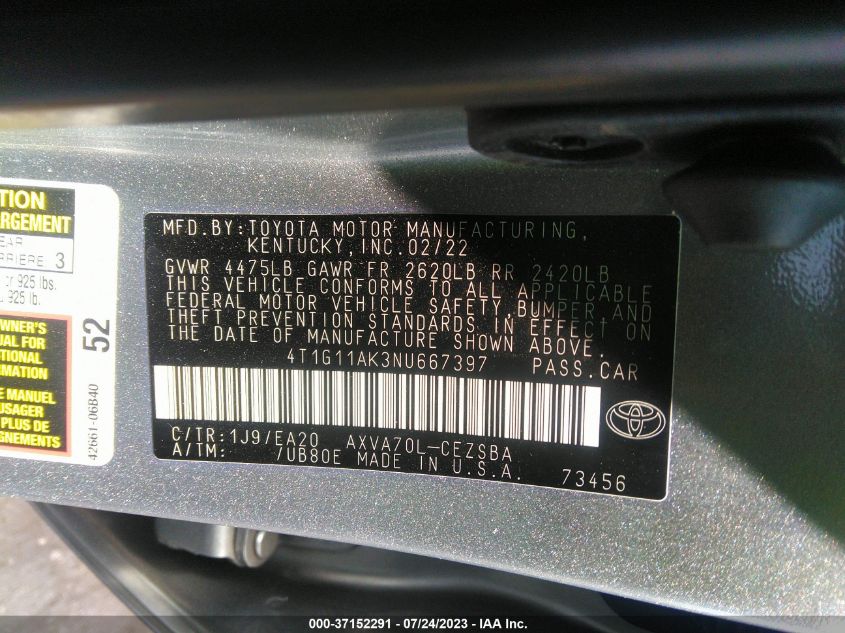 TION
ARGEMENT
EAR
RRIERE 3
or 925 lbs.
925 lb.
WNER'S
UAL FOR
TIONAL
RMATION
E MANUEL
USAGER
PLUS DE
GNEMENTS
52
42661-06B40
MFD.BY:TOYOTA MOTOR MANUFACTURING,
KENTUCKY,INC.02/22
GVWR 4475LB GAWR FR 2620LB RR 2420LB
THIS VEHICLE CONFORMS TO ALL APPLICABLE
FEDERAL MOTOR VEHICLE SAFETY,BUMPER,AND
THEFT PREVENTION STANDARDS IN EFFECT ON
THE DATE OF MANUFACTURE SHOWN ABOVE.
4T1G11AK3NU667397 PASS.CAR
C/TR:1J9/EA20 AXVA70L-CEZSBA
A/TM: 7UB80E MADE IN U.S.A.
73456
000-37152291 - 07/24/2023 - IAA Inc.